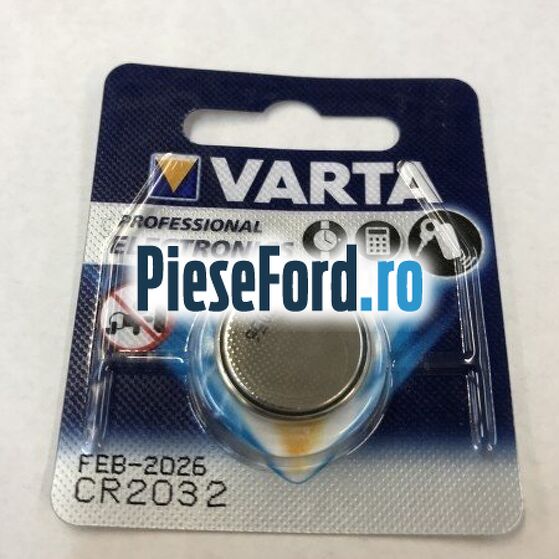 VARTA
PROFESSIONAL
ELECTRONICS
PieseFord.ro
FEB-2026
CR2032